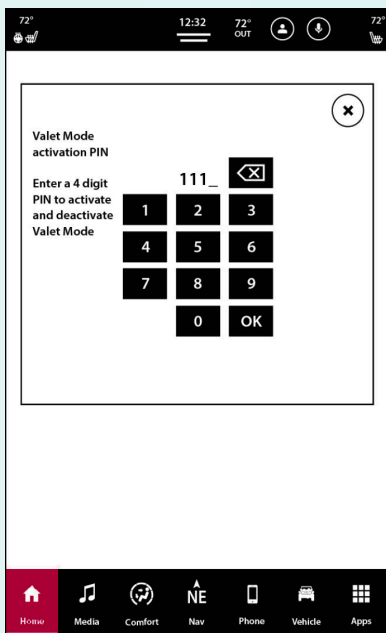 72°
12:32
72°
OUT
72°
Valet Mode
activation PIN
Enter a 4 digit
PIN to activate
and deactivate
Valet Mode
111_
1 2 3
4 5 6
7 8 9
0 OK
NE
Home Media Comfort Nav Phone Vehicle Apps